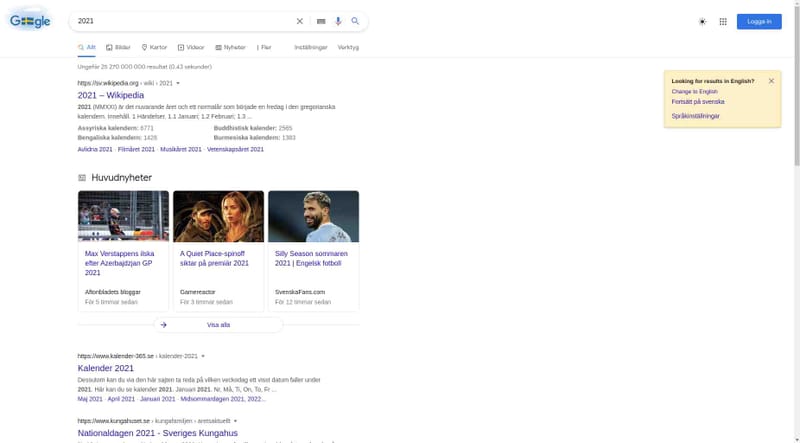 Google
2021
Logga in
Allt Bilder Kartor Videor Nyheter Fler Inställningar Verktyg
Ungefär 25 270 000 000 resultat (0,43 sekunder)
https://sv.wikipedia.org › wiki › 2021
2021 – Wikipedia
2021 (MMXXI) är det nuvarande året och ett normalår som började en fredag i den gregorianska
kalendern. Innehåll. 1 Händelser. 1.1 Januari; 1.2 Februari; 1.3 ...
Assyriska kalendern: 6771 Buddhistisk kalender: 2565
Bengaliska kalendern: 1428 Burmesiska kalendern: 1383
Avlidna 2021 · Filmåret 2021 · Musikåret 2021 · Vetenskapsåret 2021
Looking for results in English?
Change to English
Fortsätt på svenska
Språkinställningar
Huvudnyheter
Max Verstappens ilska
efter Azerbajdzjan GP
2021
Aftonbladets bloggar
För 5 timmar sedan
A Quiet Place-spinoff
siktar på premiär 2021
Gamereactor
För 3 timmar sedan
Silly Season sommaren
2021 | Engelsk fotboll
SvenskaFans.com
För 12 timmar sedan
Visa alla
https://www.kalender-365.se › kalender-2021
Kalender 2021
Dessutom kan du via den här sajten ta reda på vilken veckodag ett visst datum faller under
2021. Här kan du se kalender 2021. Januari 2021. Nr, Må, Ti, On, To, Fr ...
Maj 2021 · April 2021 · Januari 2021 · Midsommardagen 2021, 2022...
https://www.kungahuset.se › kungafamiljen › aretsaktuellt
Nationaldagen 2021 - Sveriges Kungahus